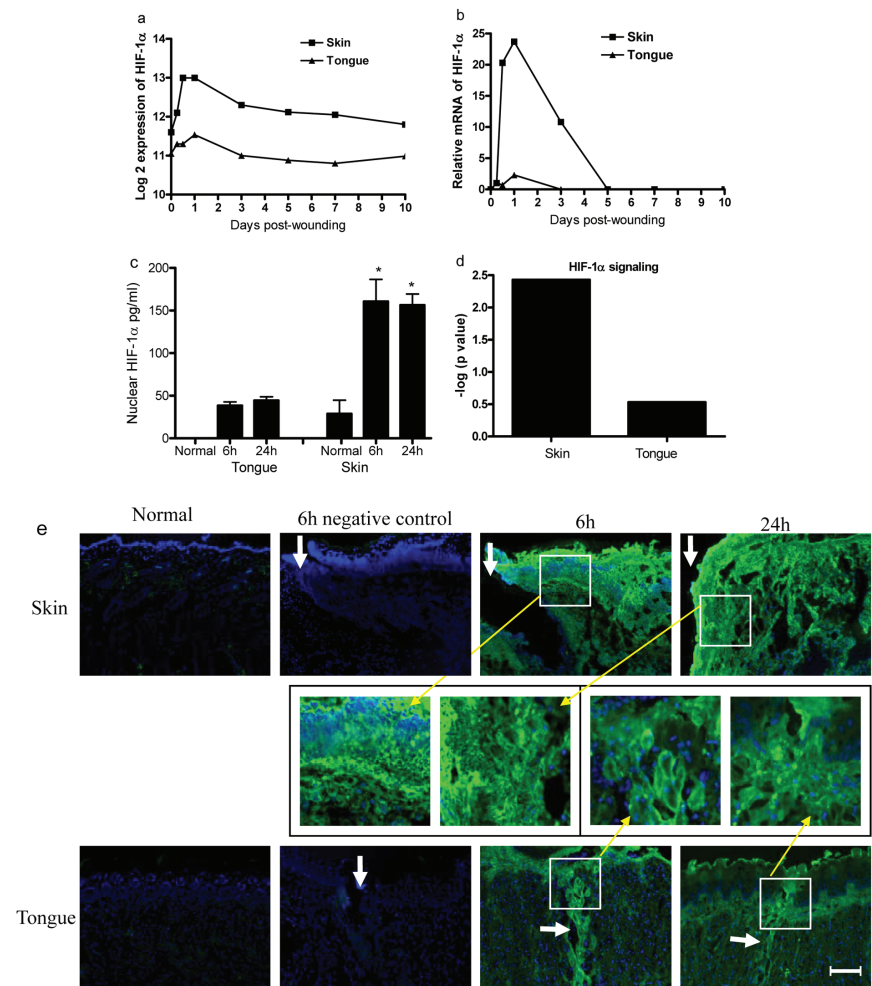 a
Log 2 expression of HIF-1α
14
13
12
11
10
0 1 2 3 4 5 6 7 8 9 10
Days post-wounding
Skin
Tongue
b
Relative mRNA of HIF-1α
25
20
15
10
5
0
0 1 2 3 4 5 6 7 8 9 10
Days post-wounding
Skin
Tongue
c
Nuclear HIF-1α pg/ml)
200
150
100
50
0
* *
Normal 6h 24h Normal 6h 24h
Tongue Skin
d
HIF-1α signaling
-log (p value)
2.5
2.0
1.5
1.0
0.5
0.0
Skin Tongue
e
Normal 6h negative control 6h 24h
Skin
Tongue